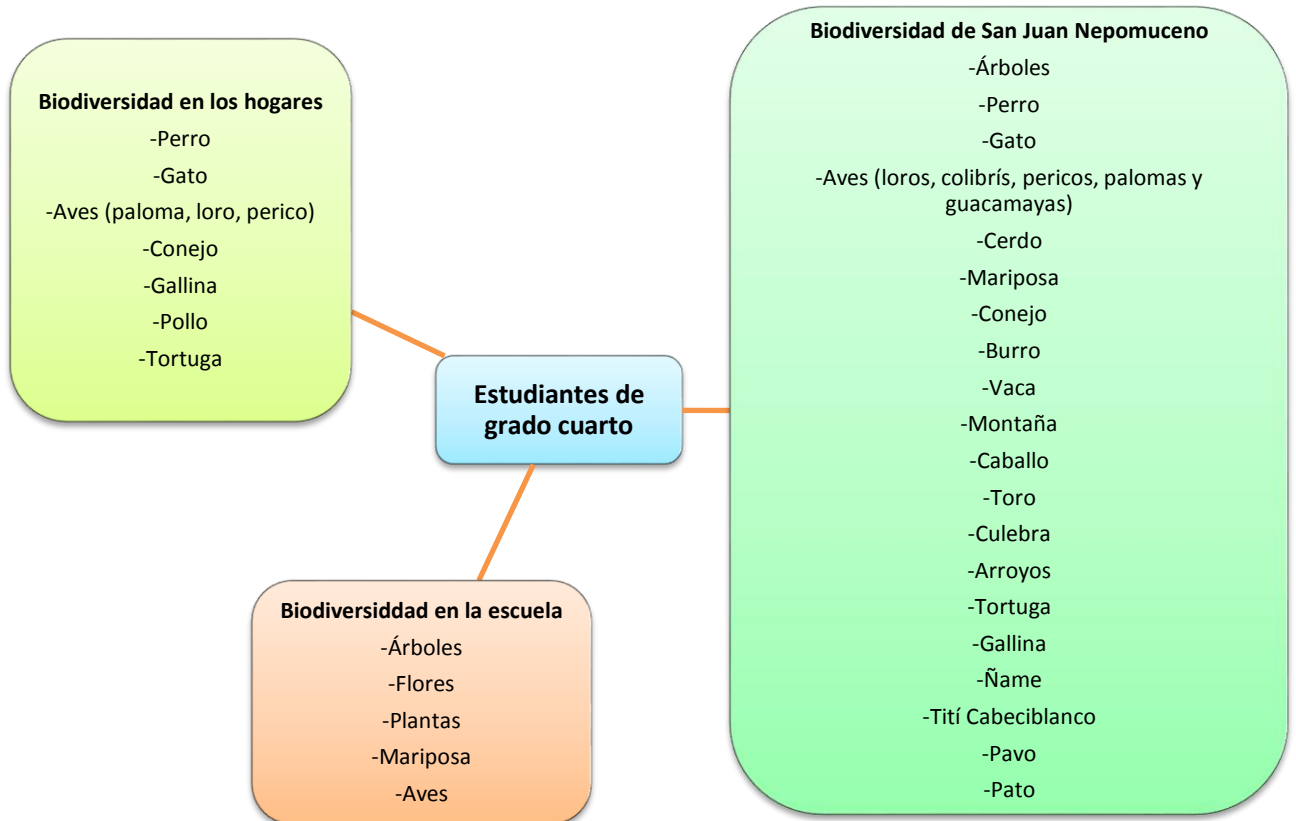 Biodiversidad en los hogares
-Perro
-Gato
-Aves (paloma, loro, perico)
-Conejo
-Gallina
-Pollo
-Tortuga
Estudiantes de
grado cuarto
Biodiversiddad en la escuela
-Árboles
-Flores
-Plantas
-Mariposa
-Aves
Biodiversidad de San Juan Nepomuceno
-Árboles
-Perro
-Gato
-Aves (loros, colibrís, pericos, palomas y
guacamayas)
-Cerdo
-Mariposa
-Conejo
-Burro
-Vaca
-Montaña
-Caballo
-Toro
-Culebra
-Arroyos
-Tortuga
-Gallina
-Ñame
-Tití Cabeciblanco
-Pavo
-Pato